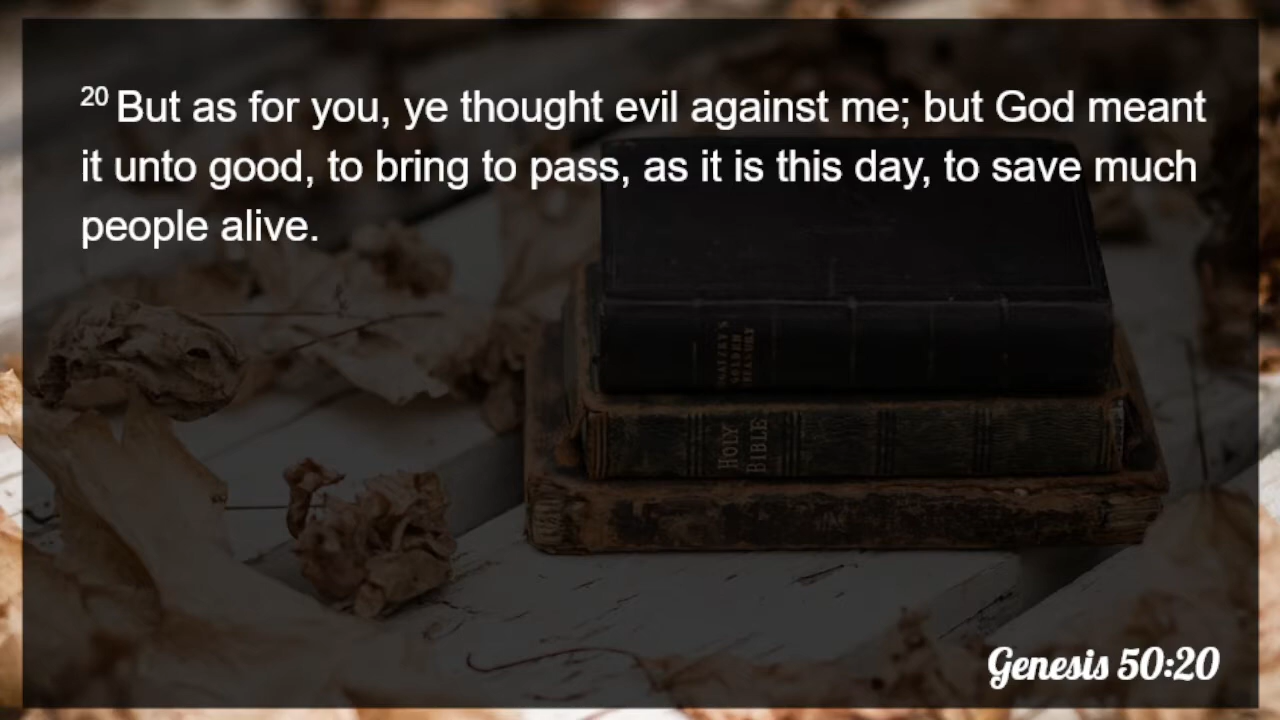 20 But as for you, ye thought evil against me; but God meant
it unto good, to bring to pass, as it is this day, to save much
people alive.
HOLY
BIBLE
Genesis 50:20